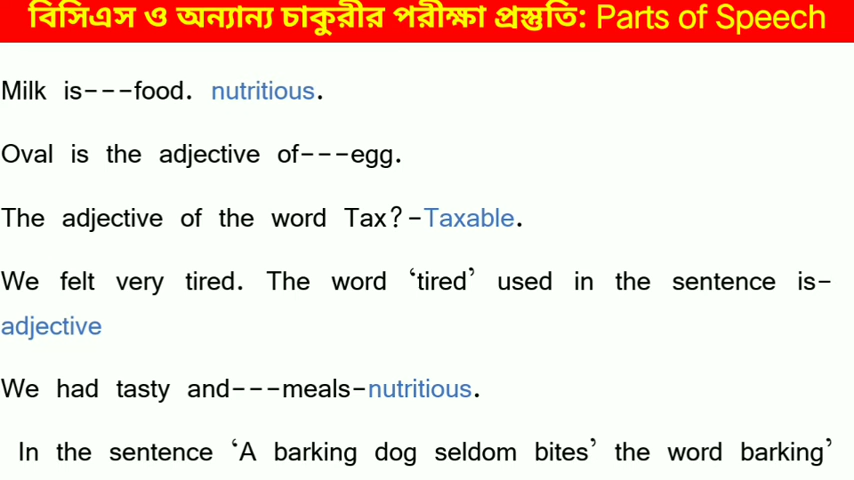 বিসিএস ও অন্যান্য চাকুরীর পরীক্ষা প্রস্তুতি: Parts of Speech
Milk is---food. nutritious.
Oval is the adjective of---egg.
The adjective of the word Tax?-Taxable.
We felt very tired. The word ‘tired’ used in the sentence is-
adjective
We had tasty and---meals-nutritious.
In the sentence ‘A barking dog seldom bites’ the word barking’